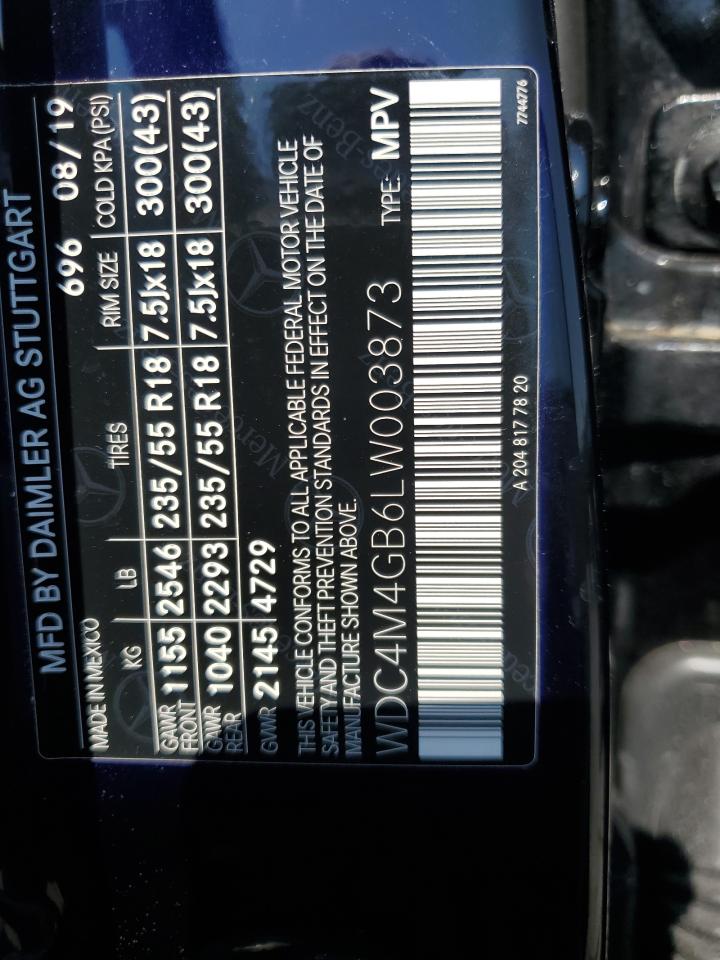 MFD BY DAIMLER AG STUTTGART
MADE IN MEXICO 696 08/19
KG LB TIRES RIM SIZE COLD KPA(PSI)
GAWR FRONT 1155 2546 235/55 R18 7.5Jx18 300(43)
GAWR REAR 1040 2293 235/55 R18 7.5Jx18 300(43)
GVWR 2145 4729
THIS VEHICLE CONFORMS TO ALL APPLICABLE FEDERAL MOTOR VEHICLE
SAFETY AND THEFT PREVENTION STANDARDS IN EFFECT ON THE DATE OF
MANUFACTURE SHOWN ABOVE.
WDC4M4GB6LW003873 TYPE: MPV
A 204 817 78 20 7744776